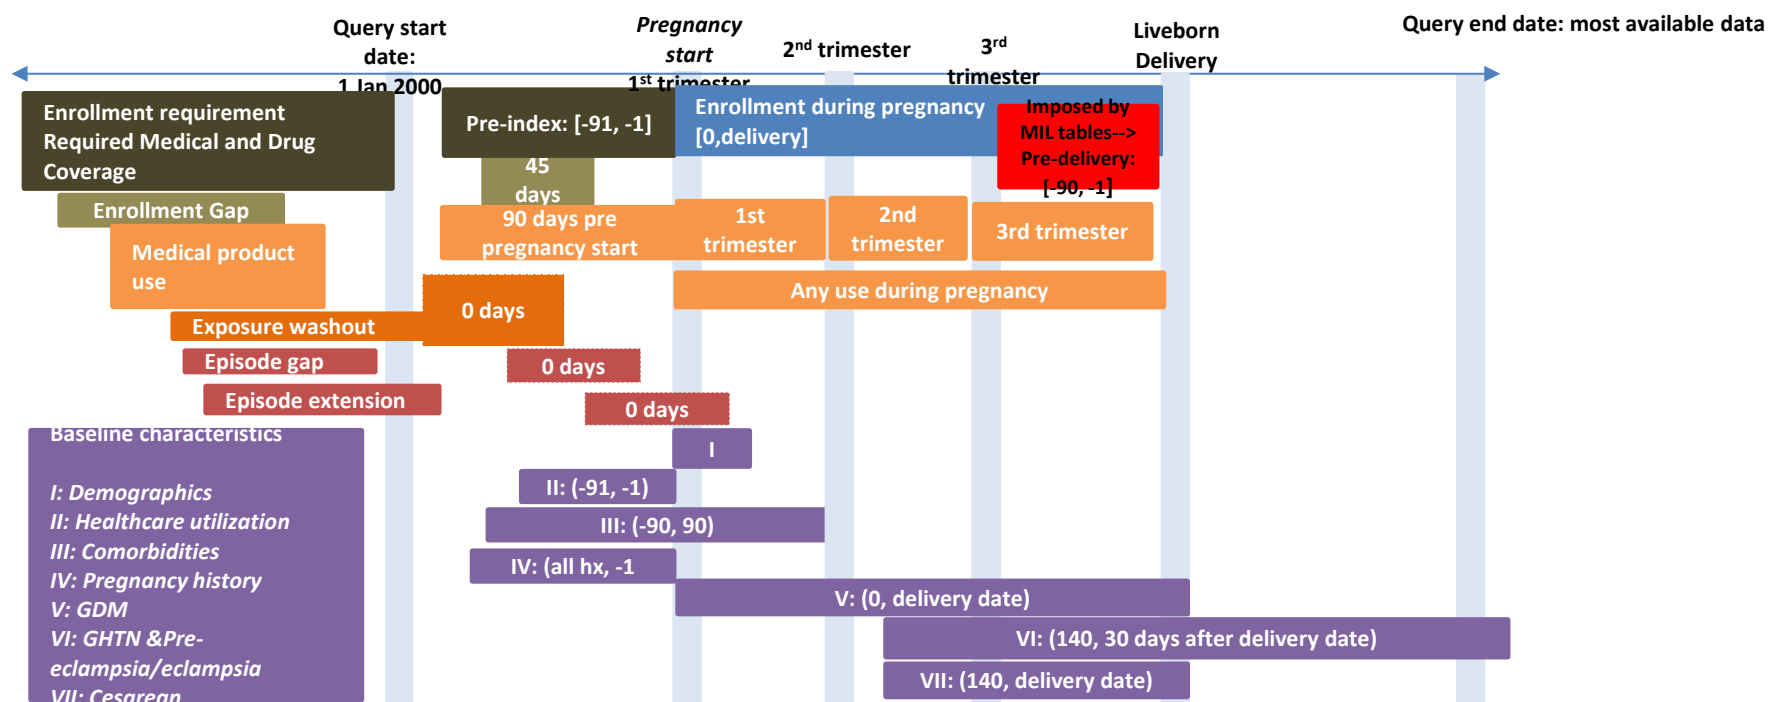 Query start
date:
1 Jan 2000
Pregnancy
start
1st trimester
2nd trimester
3rd
trimester
Liveborn
Delivery
Query end date: most available data
Enrollment requirement
Required Medical and Drug
Coverage
Pre-index: [-91, -1]
Enrollment during pregnancy
[0,delivery]
Imposed by
MIL tables-->
Pre-delivery:
[-90, -1]
Enrollment Gap
45
days
Medical product
use
90 days pre
pregnancy start
1st
trimester
2nd
trimester
3rd trimester
Any use during pregnancy
Exposure washout
0 days
Episode gap
0 days
Episode extension
0 days
Baseline characteristics
I: Demographics
II: Healthcare utilization
III: Comorbidities
IV: Pregnancy history
V: GDM
VI: GHTN &Pre-
eclampsia/eclampsia
VII: Cesarean
I
II: (-91, -1)
III: (-90, 90)
IV: (all hx, -1
V: (0, delivery date)
VI: (140, 30 days after delivery date)
VII: (140, delivery date)